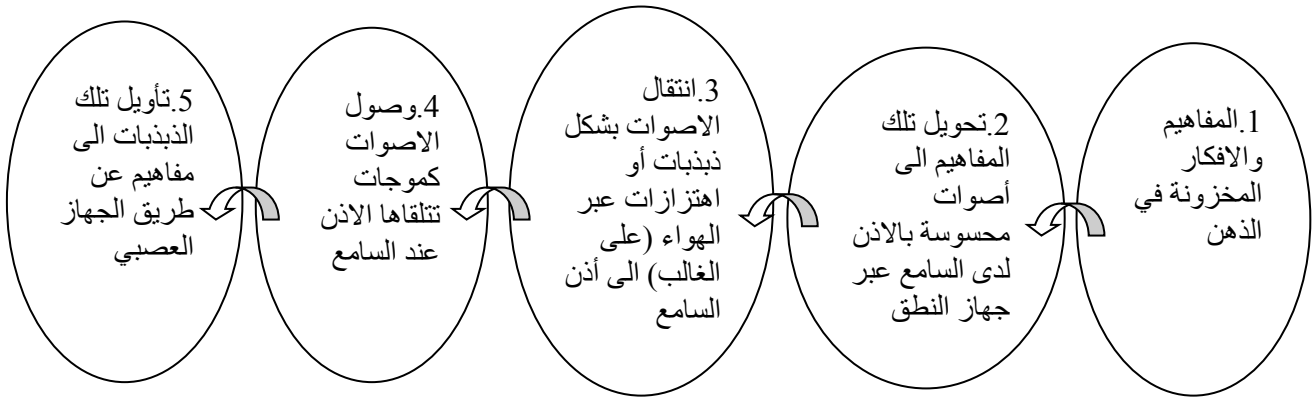 1.المفاهيم
والافكار
المخزونة في
الذهن
2.تحويل تلك
المفاهيم الى
أصوات
محسوسة بالاذن
لدى السامع عبر
جهاز النطق
3.انتقال
الاصوات بشكل
ذبذبات أو
اهتزازات عبر
الهواء (على
الغالب) الى أذن
السامع
4.وصول
الاصوات
كموجات
تتلقاها الاذن
عند السامع
5.تأويل تلك
الذبذبات الى
مفاهيم عن
طريق الجهاز
العصبي